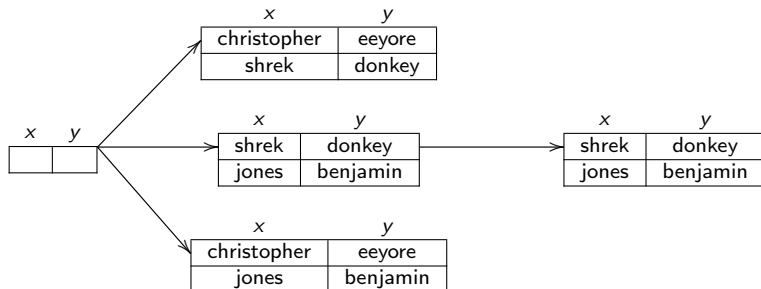 x y
christopher eeyore
shrek donkey
x y
x y
shrek donkey
jones benjamin
x y
shrek donkey
jones benjamin
x y
christopher eeyore
jones benjamin